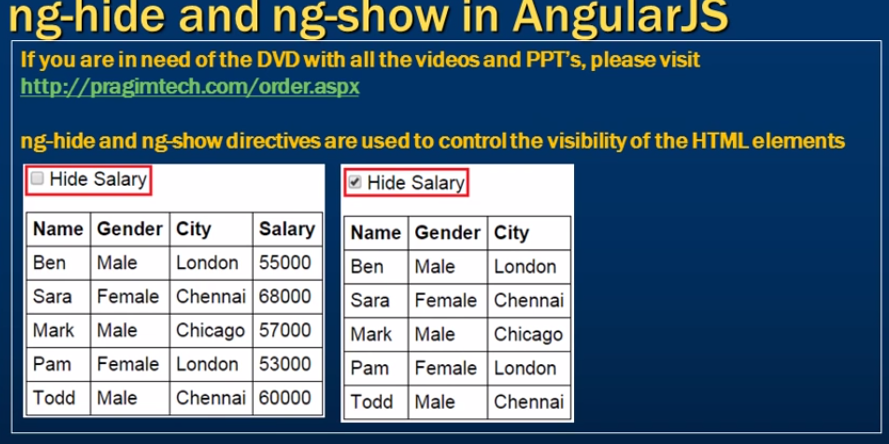 ng-hide and ng-show in AngularJS
If you are in need of the DVD with all the videos and PPT's, please visit
http://pragimtech.com/order.aspx
ng-hide and ng-show directives are used to control the visibility of the HTML elements
Hide Salary
Name Gender City Salary
Ben Male London 55000
Sara Female Chennai 68000
Mark Male Chicago 57000
Pam Female London 53000
Todd Male Chennai 60000
Hide Salary
Name Gender City
Ben Male London
Sara Female Chennai
Mark Male Chicago
Pam Female London
Todd Male Chennai